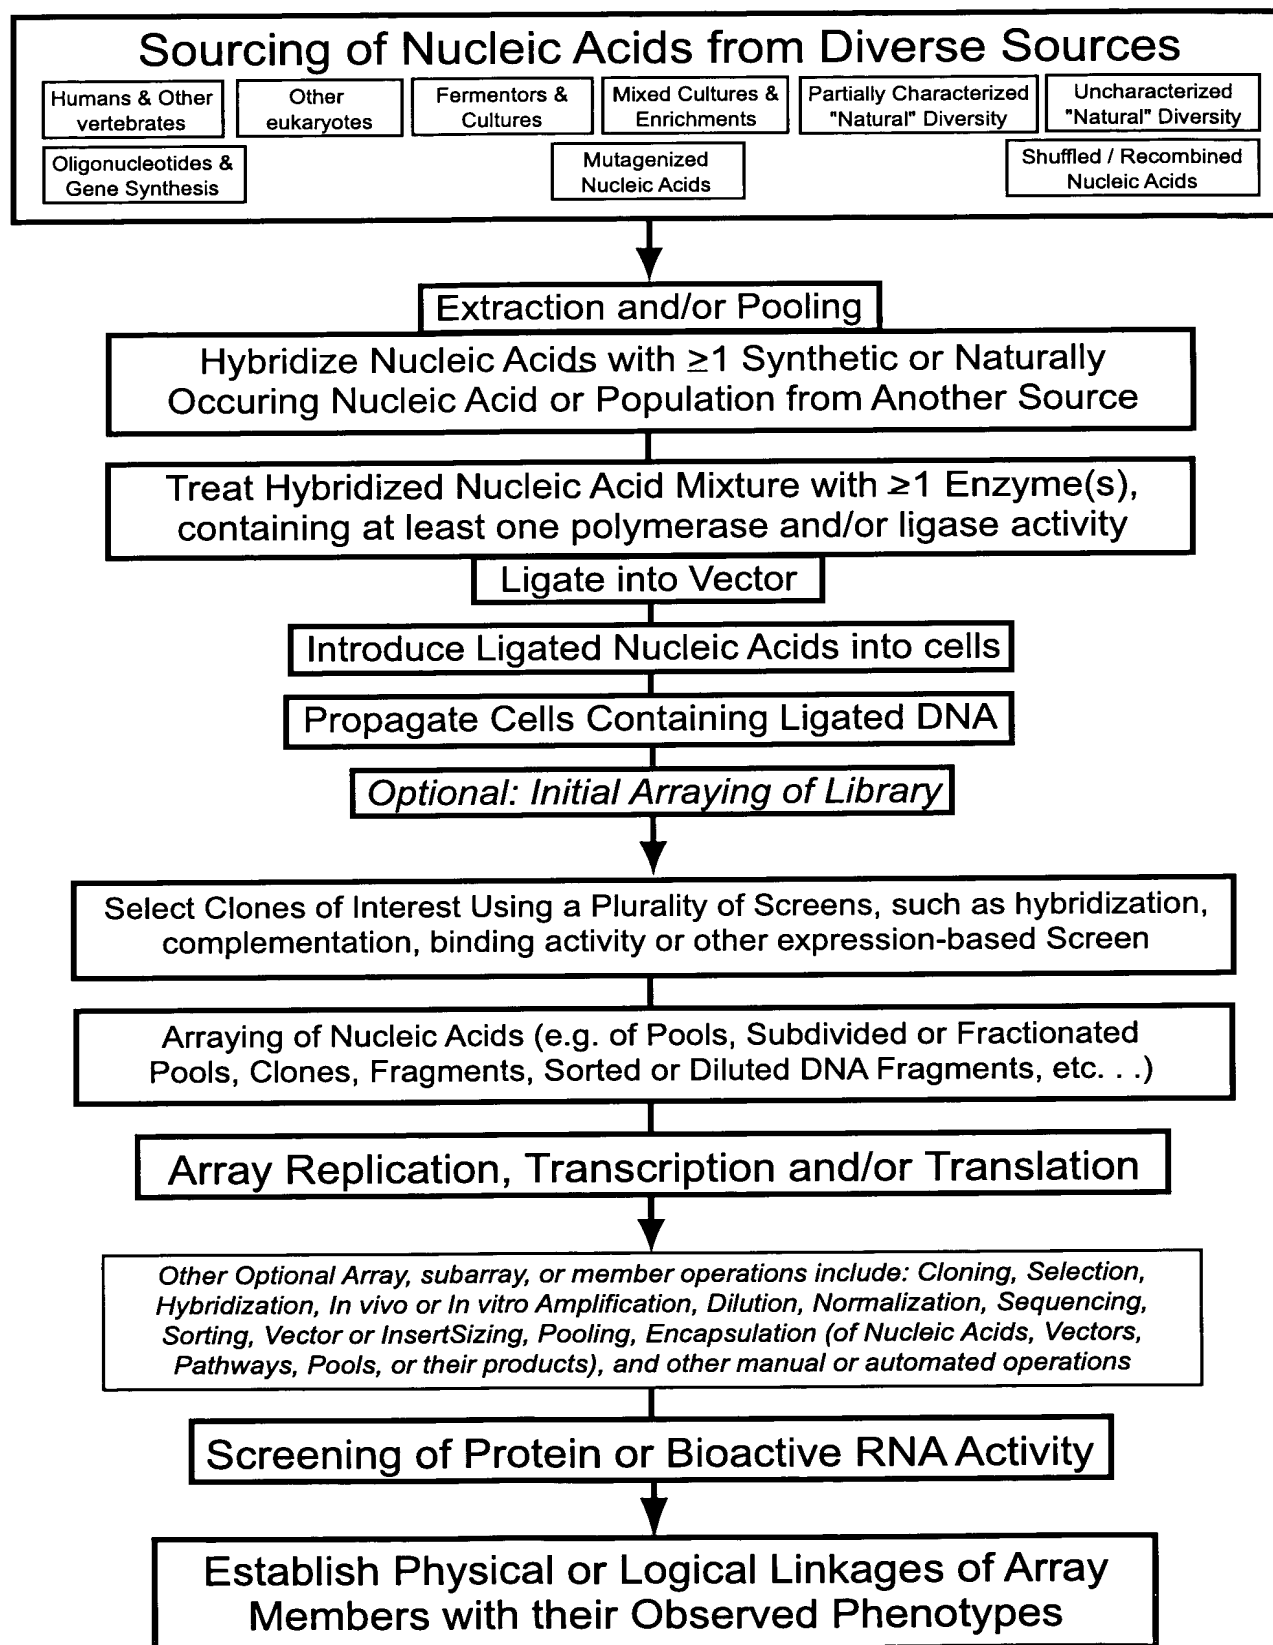 Sourcing of Nucleic Acids from Diverse Sources
Humans & Other
vertebrates
Other
eukaryotes
Fermentors &
Cultures
Mixed Cultures &
Enrichments
Partially Characterized
"Natural" Diversity
Uncharacterized
"Natural" Diversity
Oligonucleotides &
Gene Synthesis
Mutagenized
Nucleic Acids
Shuffled / Recombined
Nucleic Acids
Extraction and/or Pooling
Hybridize Nucleic Acids with ≥1 Synthetic or Naturally
Occuring Nucleic Acid or Population from Another Source
Treat Hybridized Nucleic Acid Mixture with ≥1 Enzyme(s),
containing at least one polymerase and/or ligase activity
Ligate into Vector
Introduce Ligated Nucleic Acids into cells
Propagate Cells Containing Ligated DNA
Optional: Initial Arraying of Library
Select Clones of Interest Using a Plurality of Screens, such as hybridization,
complementation, binding activity or other expression-based Screen
Arraying of Nucleic Acids (e.g. of Pools, Subdivided or Fractionated
Pools, Clones, Fragments, Sorted or Diluted DNA Fragments, etc. . .)
Array Replication, Transcription and/or Translation
Other Optional Array, subarray, or member operations include: Cloning, Selection,
Hybridization, In vivo or In vitro Amplification, Dilution, Normalization, Sequencing,
Sorting, Vector or InsertSizing, Pooling, Encapsulation (of Nucleic Acids, Vectors,
Pathways, Pools, or their products), and other manual or automated operations
Screening of Protein or Bioactive RNA Activity
Establish Physical or Logical Linkages of Array
Members with their Observed Phenotypes